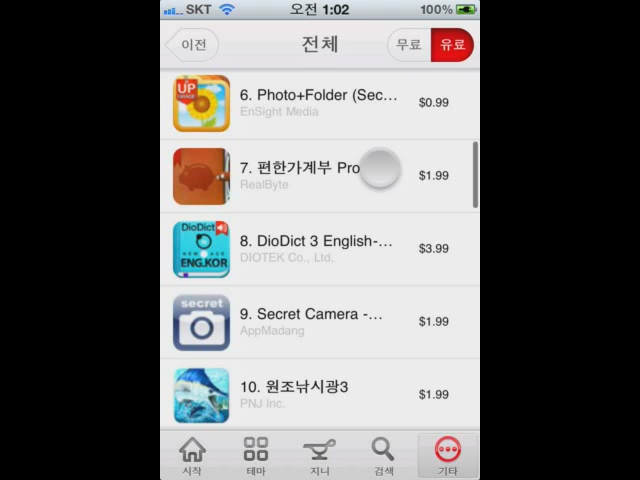 SKT 오전 1:02 100%
이전 전체 무료 유료
UP
GRADE
6. Photo+Folder (Sec...
EnSight Media
$0.99
7. 편한가계부 Pro
RealByte
$1.99
DioDict
ENG.KOR
8. DioDict 3 English-...
DIOTEK Co., Ltd.
$3.99
secret
9. Secret Camera -...
AppMadang
$1.99
10. 원조낚시광3
PNJ Inc.
$1.99
시작 테마 지니 검색 기타